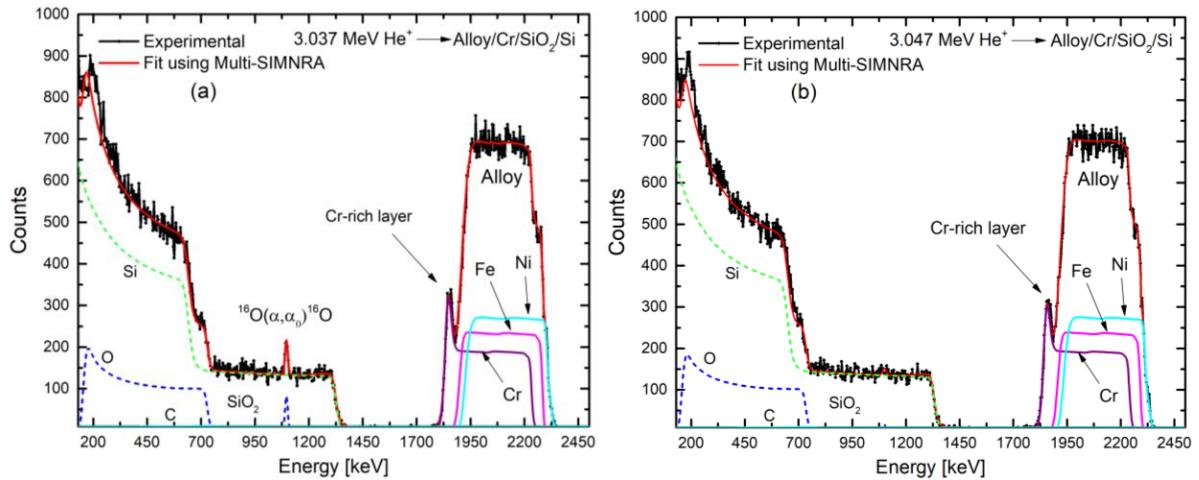 1000
900
800
700
600
500
400
300
200
100
Counts
Experimental
Fit using Multi-SIMNRA
3.037 MeV He⁺ → Alloy/Cr/SiO₂/Si
(a)
Alloy
Cr-rich layer
Fe
Ni
Si
¹⁶O(α,α₀)¹⁶O
O
SiO₂
Cr
C
200 450 700 950 1200 1450 1700 1950 2200 2450
Energy [keV]
1000
900
800
700
600
500
400
300
200
100
Counts
Experimental
Fit using Multi-SIMNRA
3.047 MeV He⁺ → Alloy/Cr/SiO₂/Si
(b)
Alloy
Cr-rich layer
Fe
Ni
Si
O
SiO₂
Cr
C
200 450 700 950 1200 1450 1700 1950 2200 2450
Energy [keV]